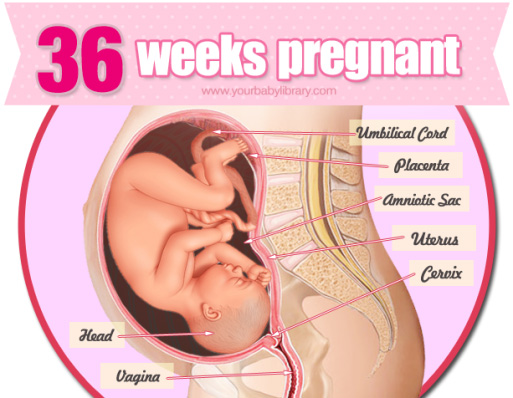 36 weeks pregnant
www.yourbabylibrary.com
Umbilical Cord
Placenta
Amniotic Sac
Uterus
Cervix
Head
Vagina